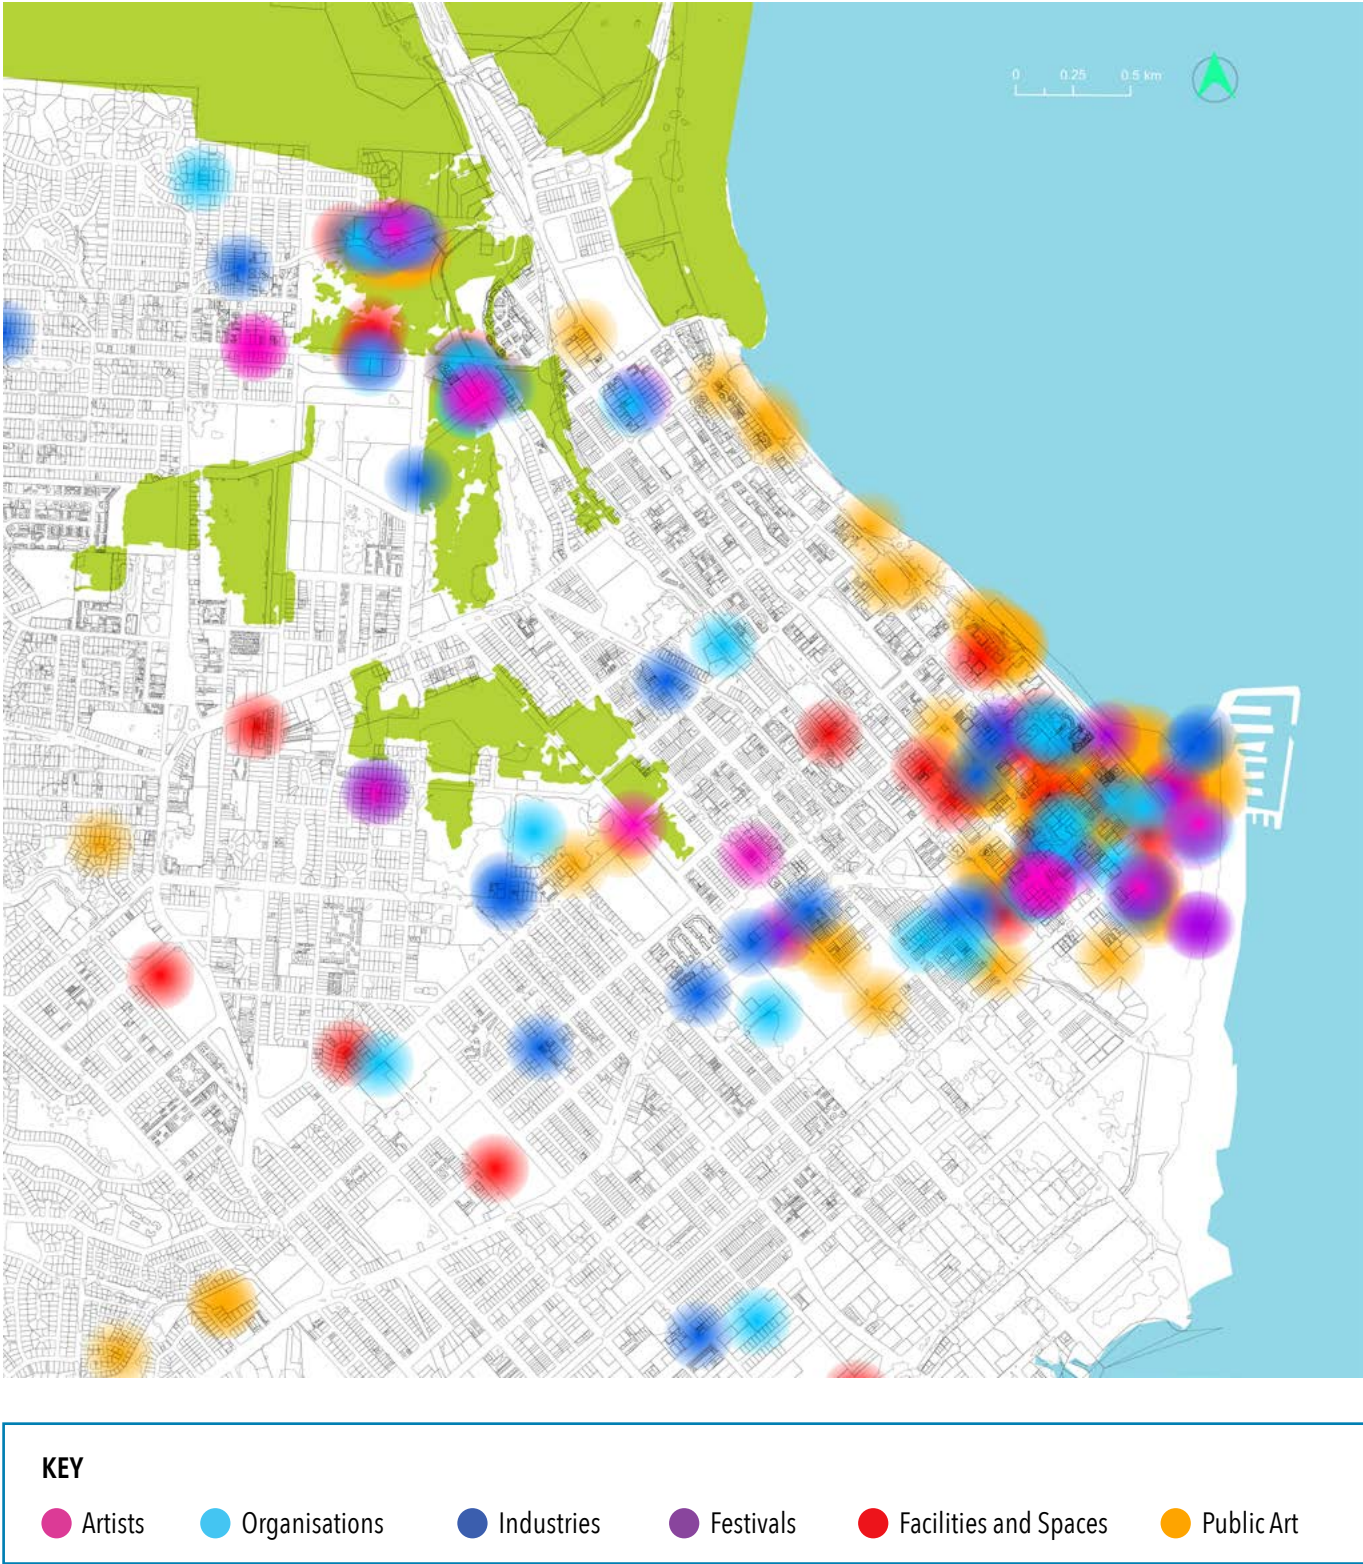 0 0.25 0.5 km
KEY
Artists Organisations Industries Festivals Facilities and Spaces Public Art